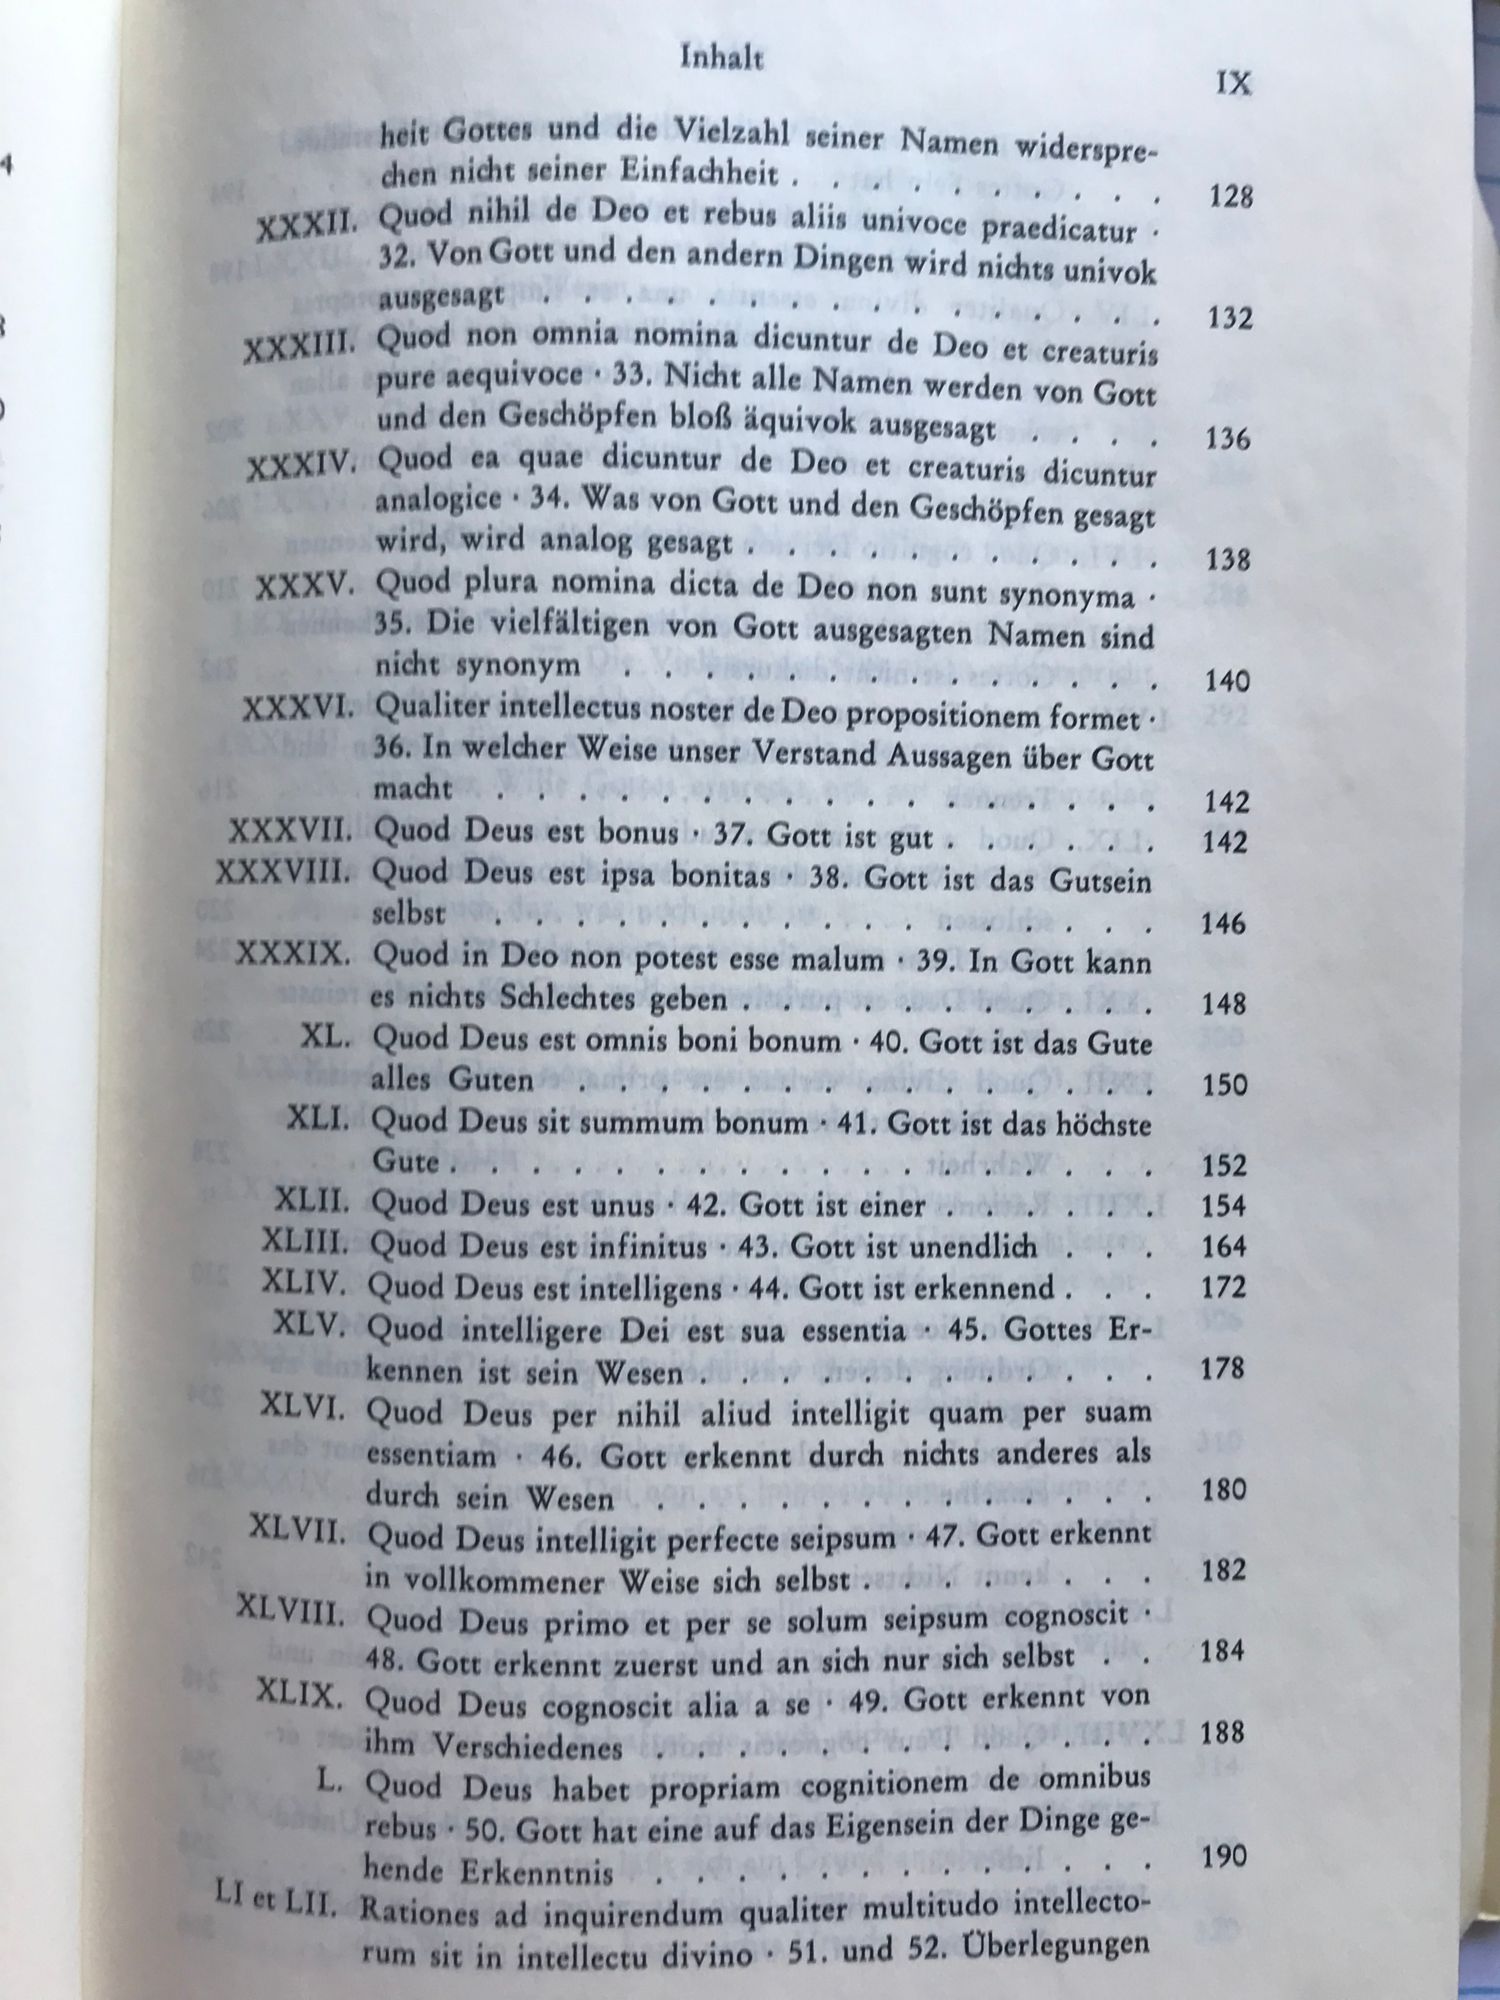 Inhalt
IX
heit Gottes und die Vielzahl seiner Namen widerspre-
chen nicht seiner Einfachheit . . . . . . . . . . 128
XXXII. Quod nihil de Deo et rebus aliis univoce praedicatur ·
32. Von Gott und den andern Dingen wird nichts univok
ausgesagt . . . . . . . . . . . . . . . . 132
XXXIII. Quod non omnia nomina dicuntur de Deo et creaturis
pure aequivoce · 33. Nicht alle Namen werden von Gott
und den Geschöpfen bloß äquivok ausgesagt . . . . 136
XXXIV. Quod ea quae dicuntur de Deo et creaturis dicuntur
analogice · 34. Was von Gott und den Geschöpfen gesagt
wird, wird analog gesagt . . . . . . . . . . . 138
XXXV. Quod plura nomina dicta de Deo non sunt synonyma ·
35. Die vielfältigen von Gott ausgesagten Namen sind
nicht synonym . . . . . . . . . . . . . . 140
XXXVI. Qualiter intellectus noster de Deo propositionem formet ·
36. In welcher Weise unser Verstand Aussagen über Gott
macht . . . . . . . . . . . . . . . . . 142
XXXVII. Quod Deus est bonus · 37. Gott ist gut . . . . . . 142
XXXVIII. Quod Deus est ipsa bonitas · 38. Gott ist das Gutsein
selbst . . . . . . . . . . . . . . . . . 146
XXXIX. Quod in Deo non potest esse malum · 39. In Gott kann
es nichts Schlechtes geben . . . . . . . . . . . 148
XL. Quod Deus est omnis boni bonum · 40. Gott ist das Gute
alles Guten . . . . . . . . . . . . . . . 150
XLI. Quod Deus sit summum bonum · 41. Gott ist das höchste
Gute . . . . . . . . . . . . . . . . . . 152
XLII. Quod Deus est unus · 42. Gott ist einer . . . . . . 154
XLIII. Quod Deus est infinitus · 43. Gott ist unendlich . . . 164
XLIV. Quod Deus est intelligens · 44. Gott ist erkennend . . . 172
XLV. Quod intelligere Dei est sua essentia · 45. Gottes Er-
kennen ist sein Wesen . . . . . . . . . . . . 178
XLVI. Quod Deus per nihil aliud intelligit quam per suam
essentiam · 46. Gott erkennt durch nichts anderes als
durch sein Wesen . . . . . . . . . . . . . 180
XLVII. Quod Deus intelligit perfecte seipsum · 47. Gott erkennt
in vollkommener Weise sich selbst . . . . . . . . 182
XLVIII. Quod Deus primo et per se solum seipsum cognoscit ·
48. Gott erkennt zuerst und an sich nur sich selbst . . 184
XLIX. Quod Deus cognoscit alia a se · 49. Gott erkennt von
ihm Verschiedenes . . . . . . . . . . . . . 188
L. Quod Deus habet propriam cognitionem de omnibus
rebus · 50. Gott hat eine auf das Eigensein der Dinge ge-
hende Erkenntnis . . . . . . . . . . . . . 190
LI et LII. Rationes ad inquirendum qualiter multitudo intellecto-
rum sit in intellectu divino · 51. und 52. Überlegungen